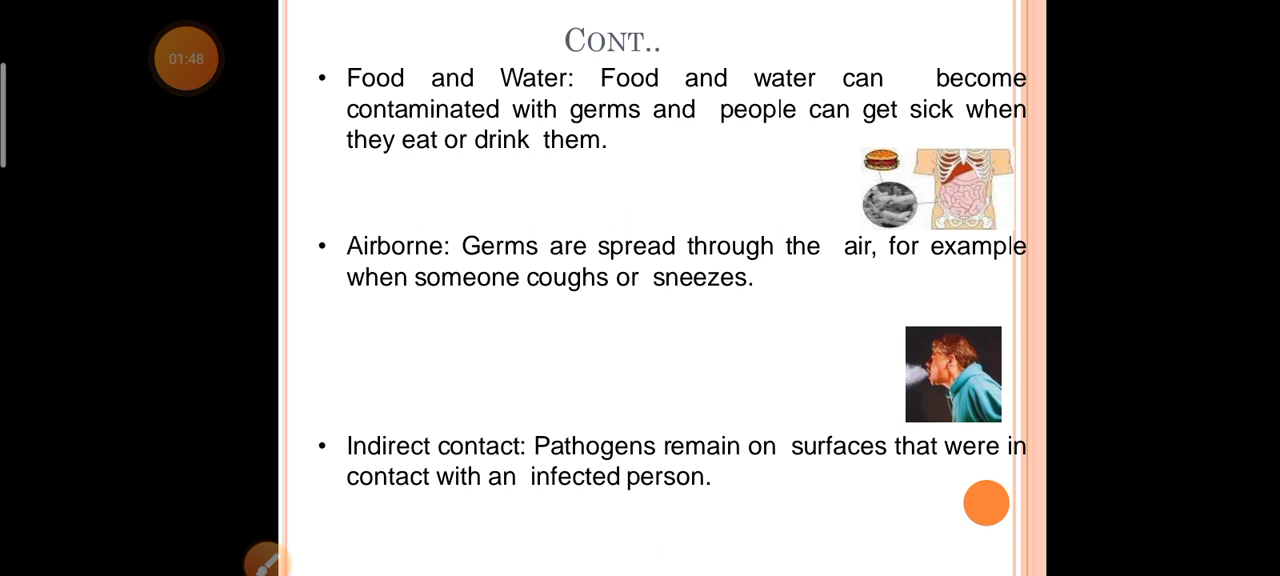 CONT..
01:48
• Food and Water: Food and water can become
contaminated with germs and people can get sick when
they eat or drink them.
• Airborne: Germs are spread through the air, for example
when someone coughs or sneezes.
• Indirect contact: Pathogens remain on surfaces that were in
contact with an infected person.